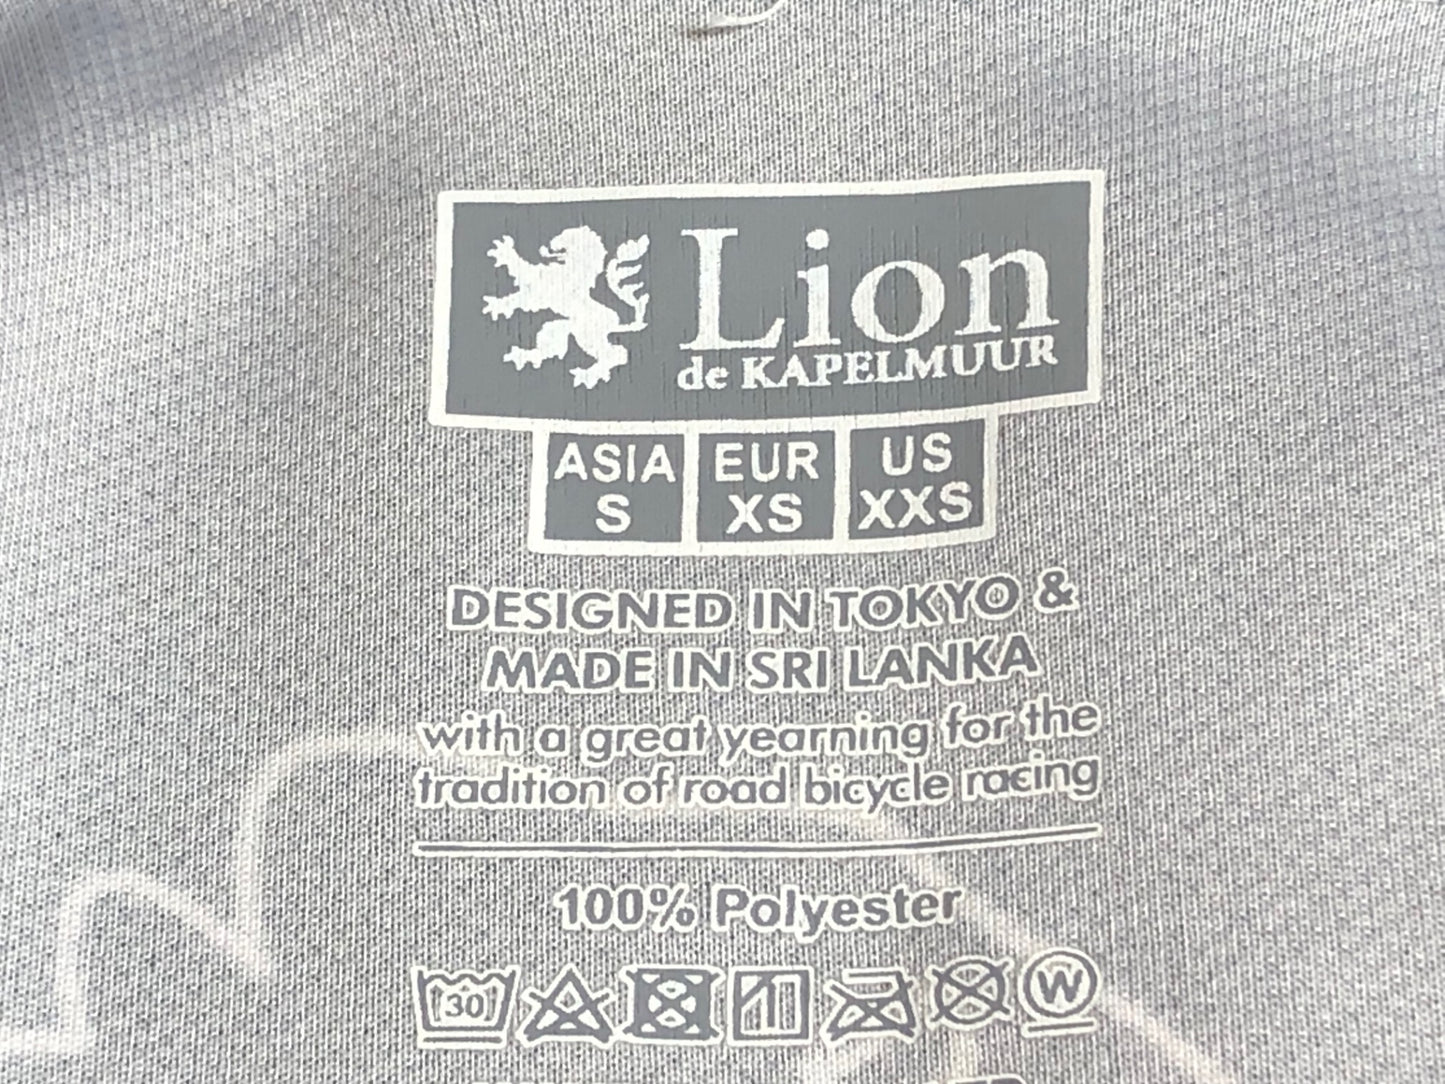 Lion
de KAPELMUUR
ASIA EUR US
S XS XXS
DESIGNED IN TOKYO &
MADE IN SRI LANKA
with a great yearning for the
tradition of road bicycle racing
100% Polyester
30 W